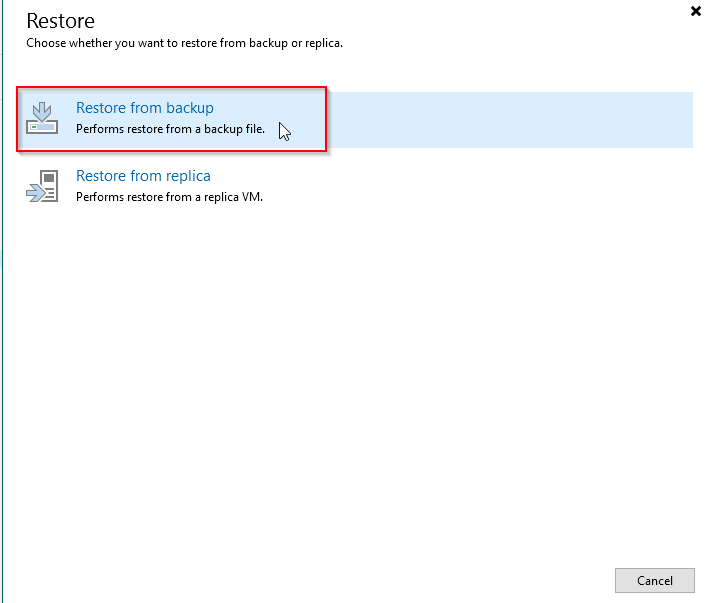 Restore
Choose whether you want to restore from backup or replica.
Restore from backup
Performs restore from a backup file.
Restore from replica
Performs restore from a replica VM.
Cancel